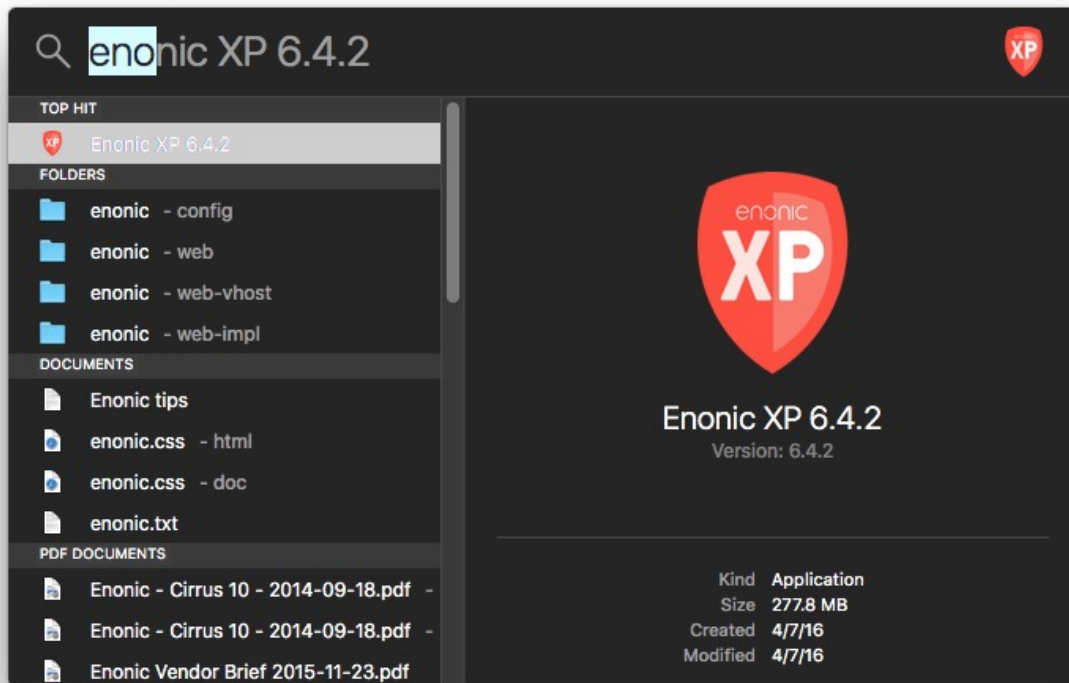 enonic XP 6.4.2
XP
TOP HIT
XP Enonic XP 6.4.2
FOLDERS
enonic - config
enonic - web
enonic - web-vhost
enonic - web-impl
DOCUMENTS
Enonic tips
enonic.css - html
enonic.css - doc
enonic.txt
PDF DOCUMENTS
Enonic - Cirrus 10 - 2014-09-18.pdf -
Enonic - Cirrus 10 - 2014-09-18.pdf -
Enonic Vendor Brief 2015-11-23.pdf
enonic
XP
Enonic XP 6.4.2
Version: 6.4.2
Kind Application
Size 277.8 MB
Created 4/7/16
Modified 4/7/16